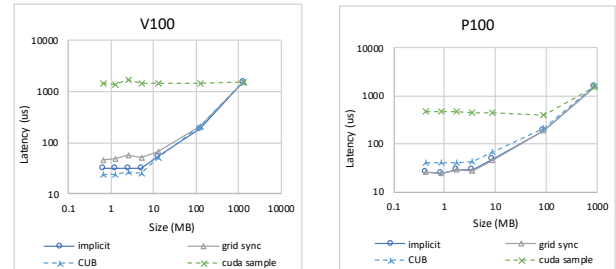 V100
Latency (us)
10000
1000
100
10
0.1 1 10 100 1000 10000
Size (MB)
implicit grid sync
CUB cuda sample
P100
Latency (us)
10000
1000
100
10
0.1 1 10 100 1000
Size (MB)
implicit grid sync
CUB cuda sample